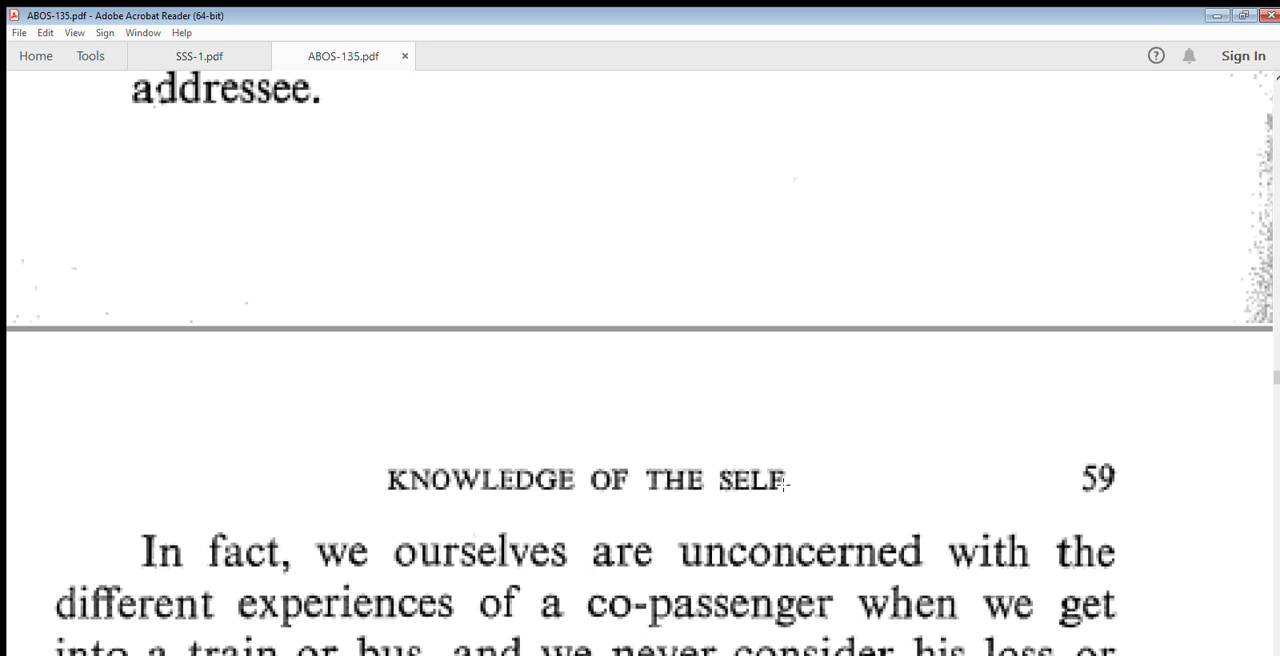 ABOS-135.pdf - Adobe Acrobat Reader (64-bit)
File Edit View Sign Window Help
Home Tools SSS-1.pdf ABOS-135.pdf × ? Sign In
addressee.
KNOWLEDGE OF THE SELF 59
In fact, we ourselves are unconcerned with the
different experiences of a co-passenger when we get
into a train or bus, and we never consider his loss or